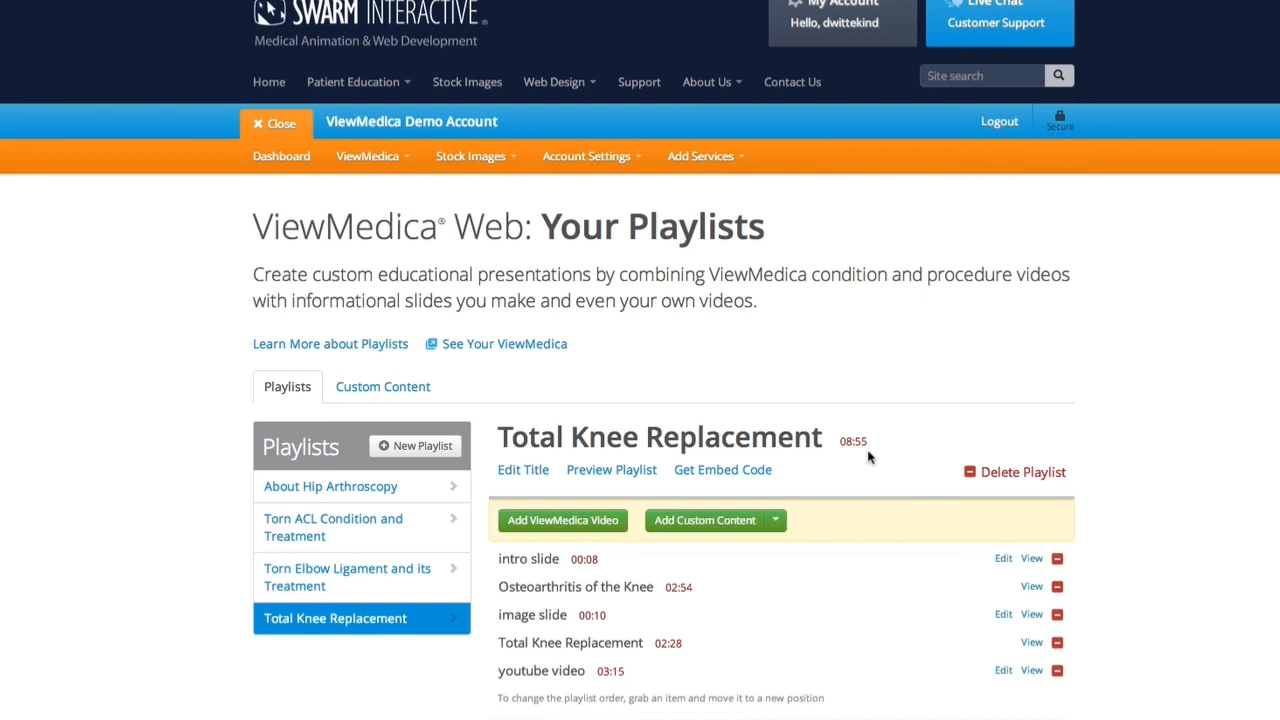 SWARM INTERACTIVE®
Medical Animation & Web Development
My Account
Hello, dwittekind
Live Chat
Customer Support
Home Patient Education Stock Images Web Design Support About Us Contact Us
Site search
Close
ViewMedica Demo Account
Logout
Secure
Dashboard ViewMedica Stock Images Account Settings Add Services
ViewMedica® Web: Your Playlists
Create custom educational presentations by combining ViewMedica condition and procedure videos
with informational slides you make and even your own videos.
Learn More about Playlists See Your ViewMedica
Playlists Custom Content
Playlists New Playlist
About Hip Arthroscopy
Torn ACL Condition and
Treatment
Torn Elbow Ligament and its
Treatment
Total Knee Replacement
Total Knee Replacement 08:55
Edit Title Preview Playlist Get Embed Code
Delete Playlist
Add ViewMedica Video Add Custom Content
intro slide 00:08 Edit View
Osteoarthritis of the Knee 02:54 View
image slide 00:10 Edit View
Total Knee Replacement 02:28 View
youtube video 03:15 Edit View
To change the playlist order, grab an item and move it to a new position